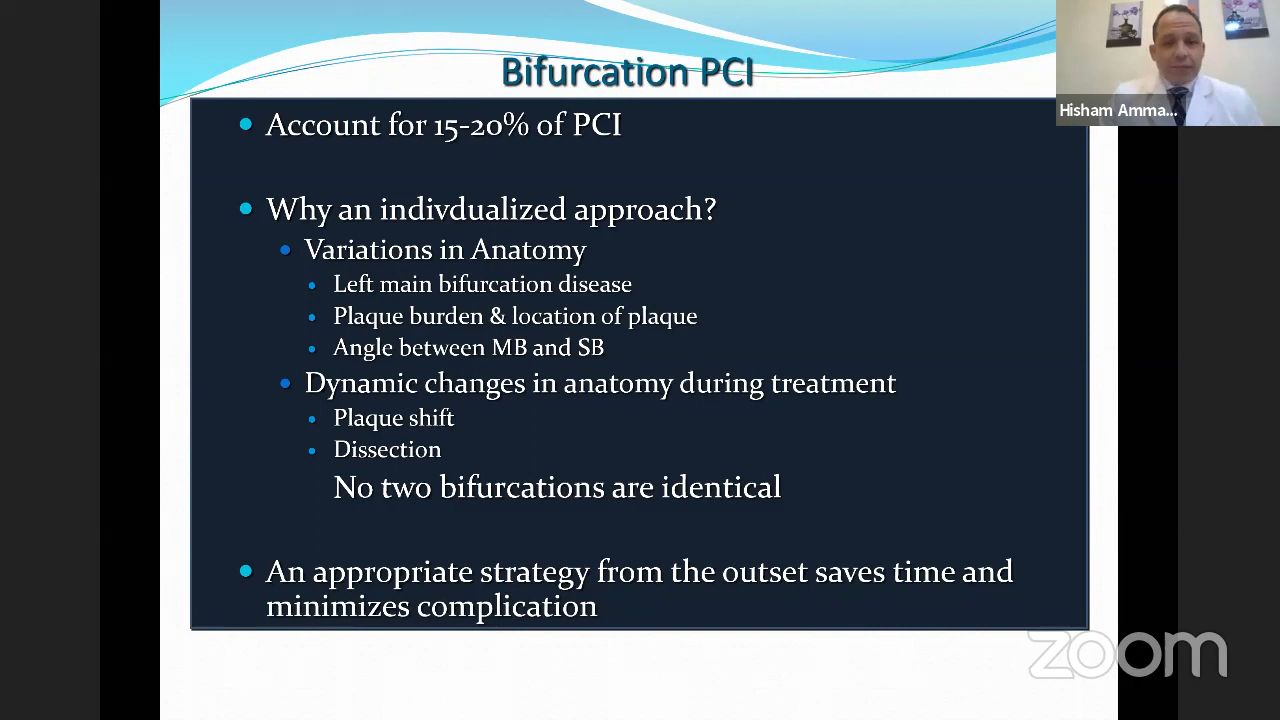 Bifurcation PCI
Hisham Amma...
Account for 15-20% of PCI
Why an indivdualized approach?
Variations in Anatomy
Left main bifurcation disease
Plaque burden & location of plaque
Angle between MB and SB
Dynamic changes in anatomy during treatment
Plaque shift
Dissection
No two bifurcations are identical
An appropriate strategy from the outset saves time and
minimizes complication
zoom